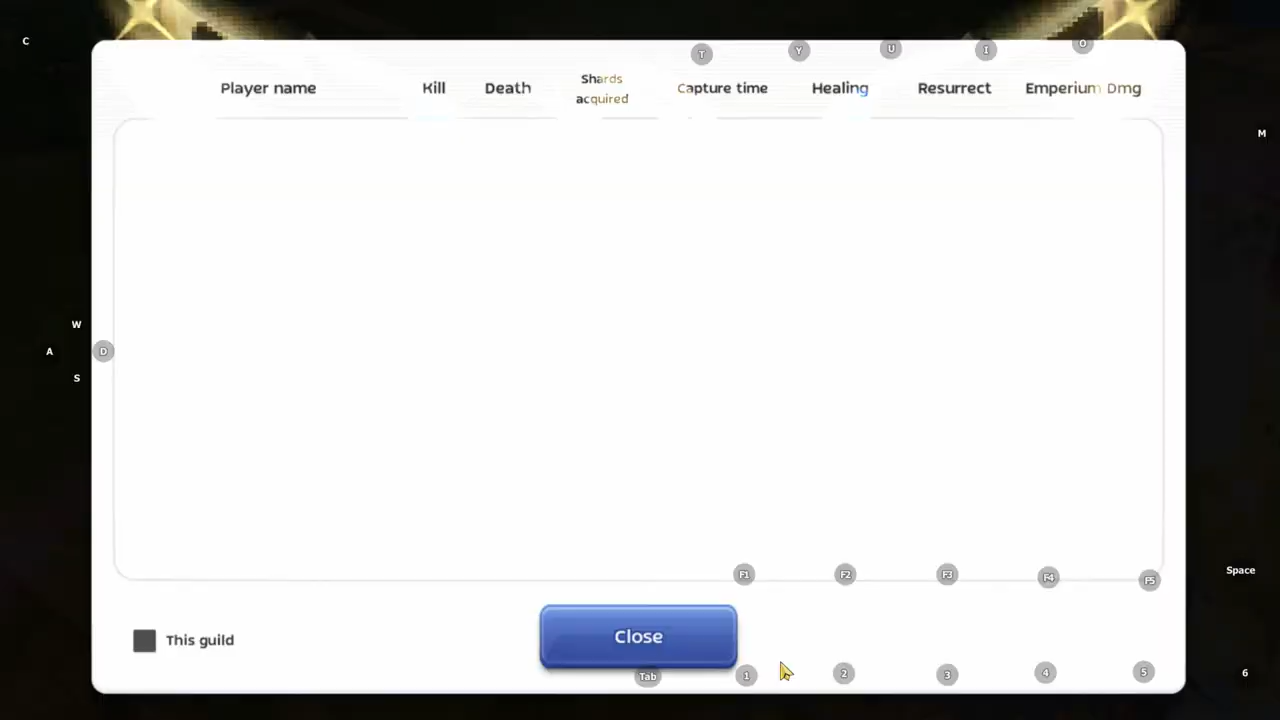 C
T
Y
U
I
O
Player name
Kill
Death
Shards
acquired
Capture time
Healing
Resurrect
Emperium Dmg
M
W
A
D
S
F1
F2
F3
F4
F5
Space
This guild
Close
Tab
1
2
3
4
5
6